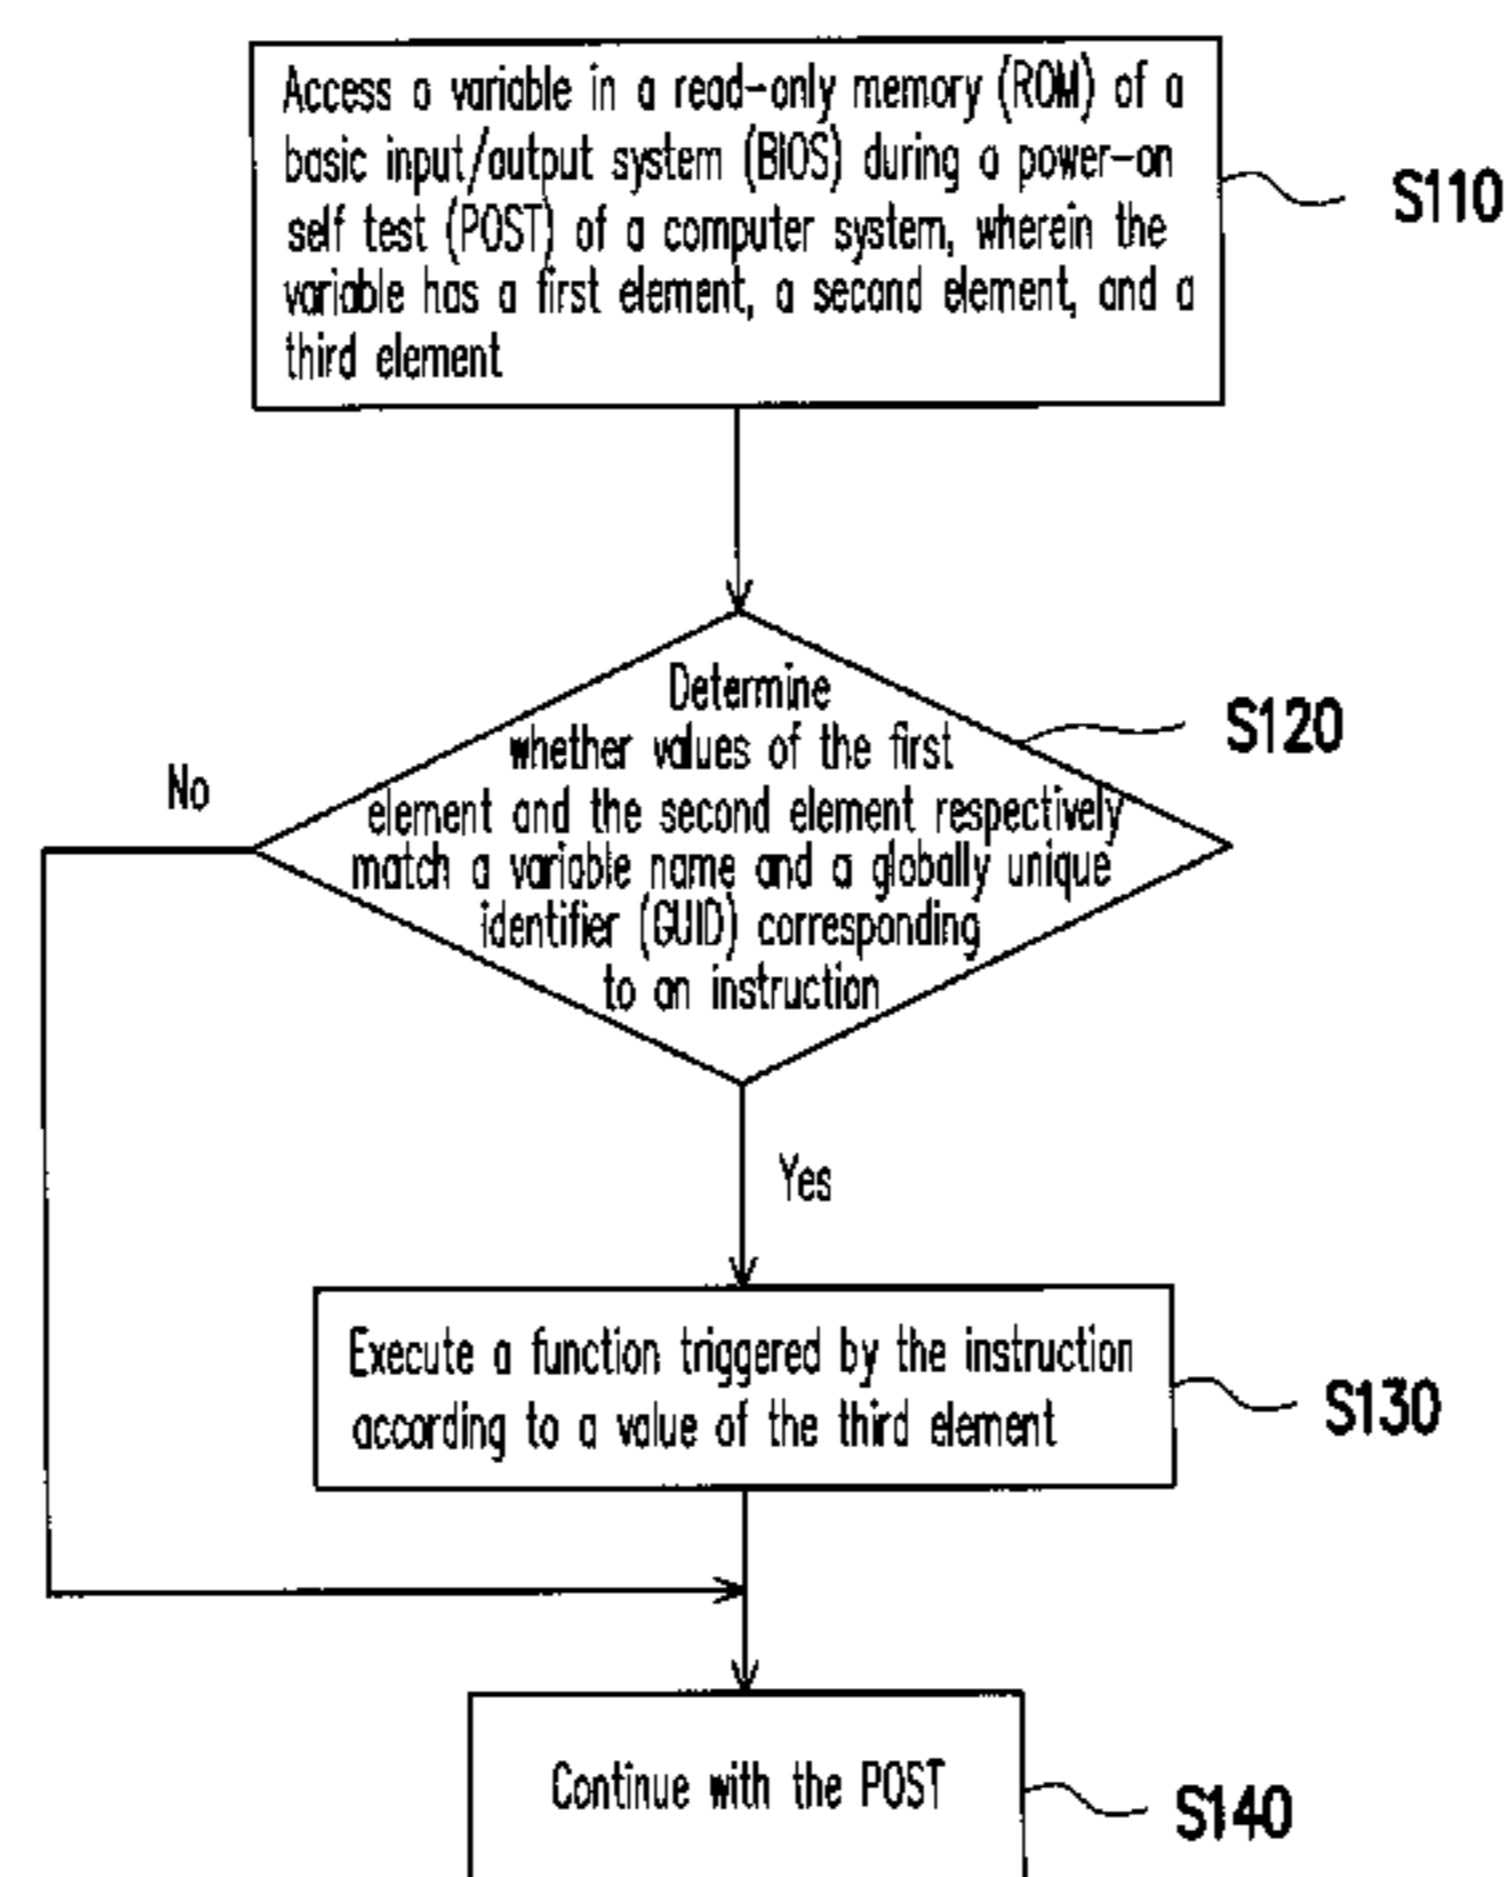 Access a variable in a read-only memory (ROM) of a
basic input/output system (BIOS) during a power-on
self test (POST) of a computer system, wherein the
variable has a first element, a second element, and a
third element
S110
Determine
whether values of the first
element and the second element respectively
match a variable name and a globally unique
identifier (GUID) corresponding
to an instruction
S120
No
Yes
Execute a function triggered by the instruction
according to a value of the third element
S130
Continue with the POST
S140